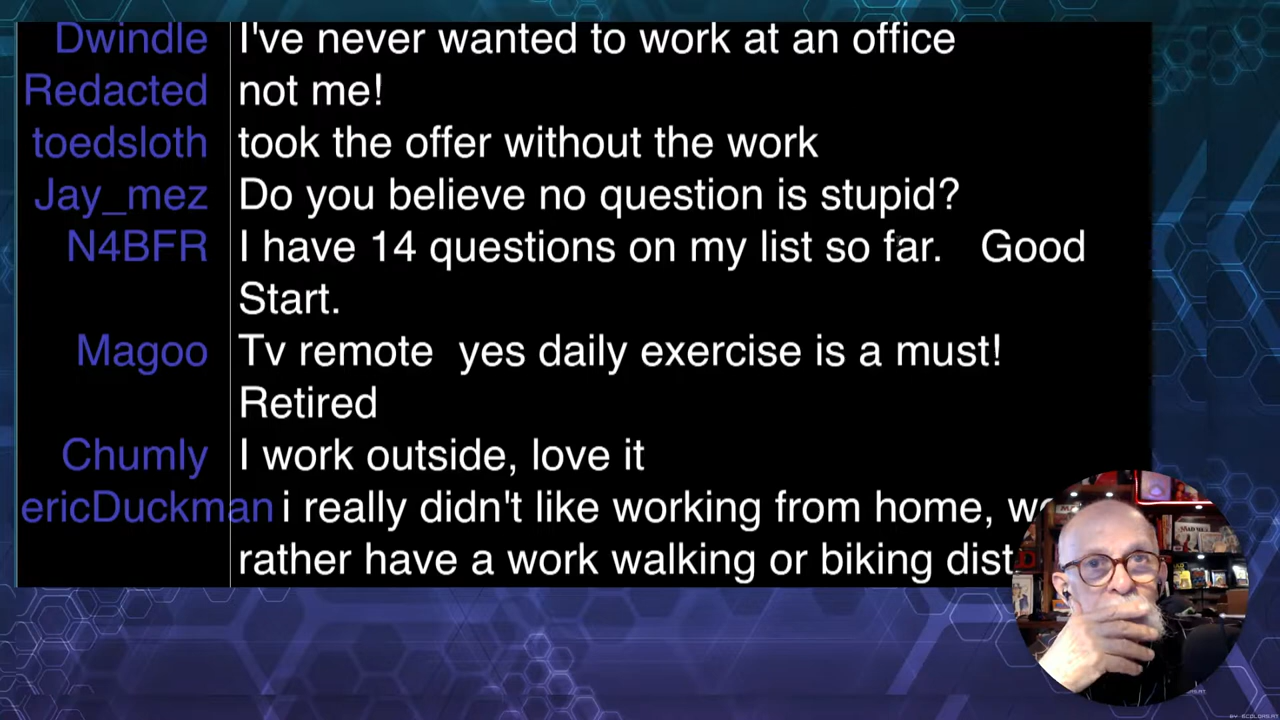 Dwindle I've never wanted to work at an office
Redacted not me!
toedsloth took the offer without the work
Jay_mez Do you believe no question is stupid?
N4BFR I have 14 questions on my list so far. Good
Start.
Magoo Tv remote yes daily exercise is a must!
Retired
Chumly I work outside, love it
ericDuckman i really didn't like working from home,
rather have a work walking or biking